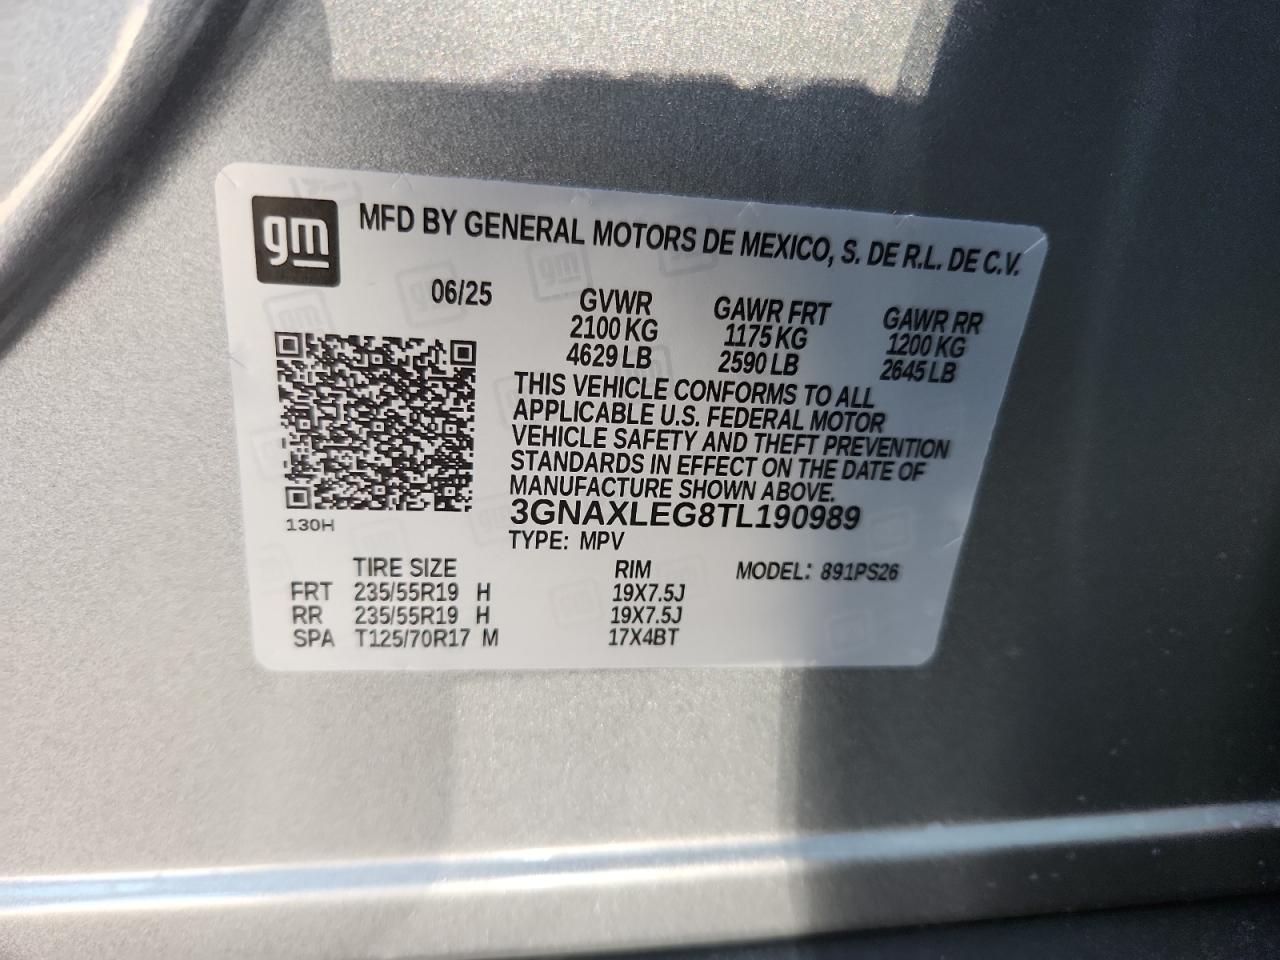 gm MFD BY GENERAL MOTORS DE MEXICO, S. DE R.L. DE C.V.
06/25 GVWR GAWR FRT GAWR RR
2100 KG 1175 KG 1200 KG
4629 LB 2590 LB 2645 LB
THIS VEHICLE CONFORMS TO ALL
APPLICABLE U.S. FEDERAL MOTOR
VEHICLE SAFETY AND THEFT PREVENTION
STANDARDS IN EFFECT ON THE DATE OF
MANUFACTURE SHOWN ABOVE.
3GNAXLEG8TL190989
130H
TYPE: MPV
TIRE SIZE RIM MODEL: 891PS26
FRT 235/55R19 H 19X7.5J
RR 235/55R19 H 19X7.5J
SPA T125/70R17 M 17X4BT